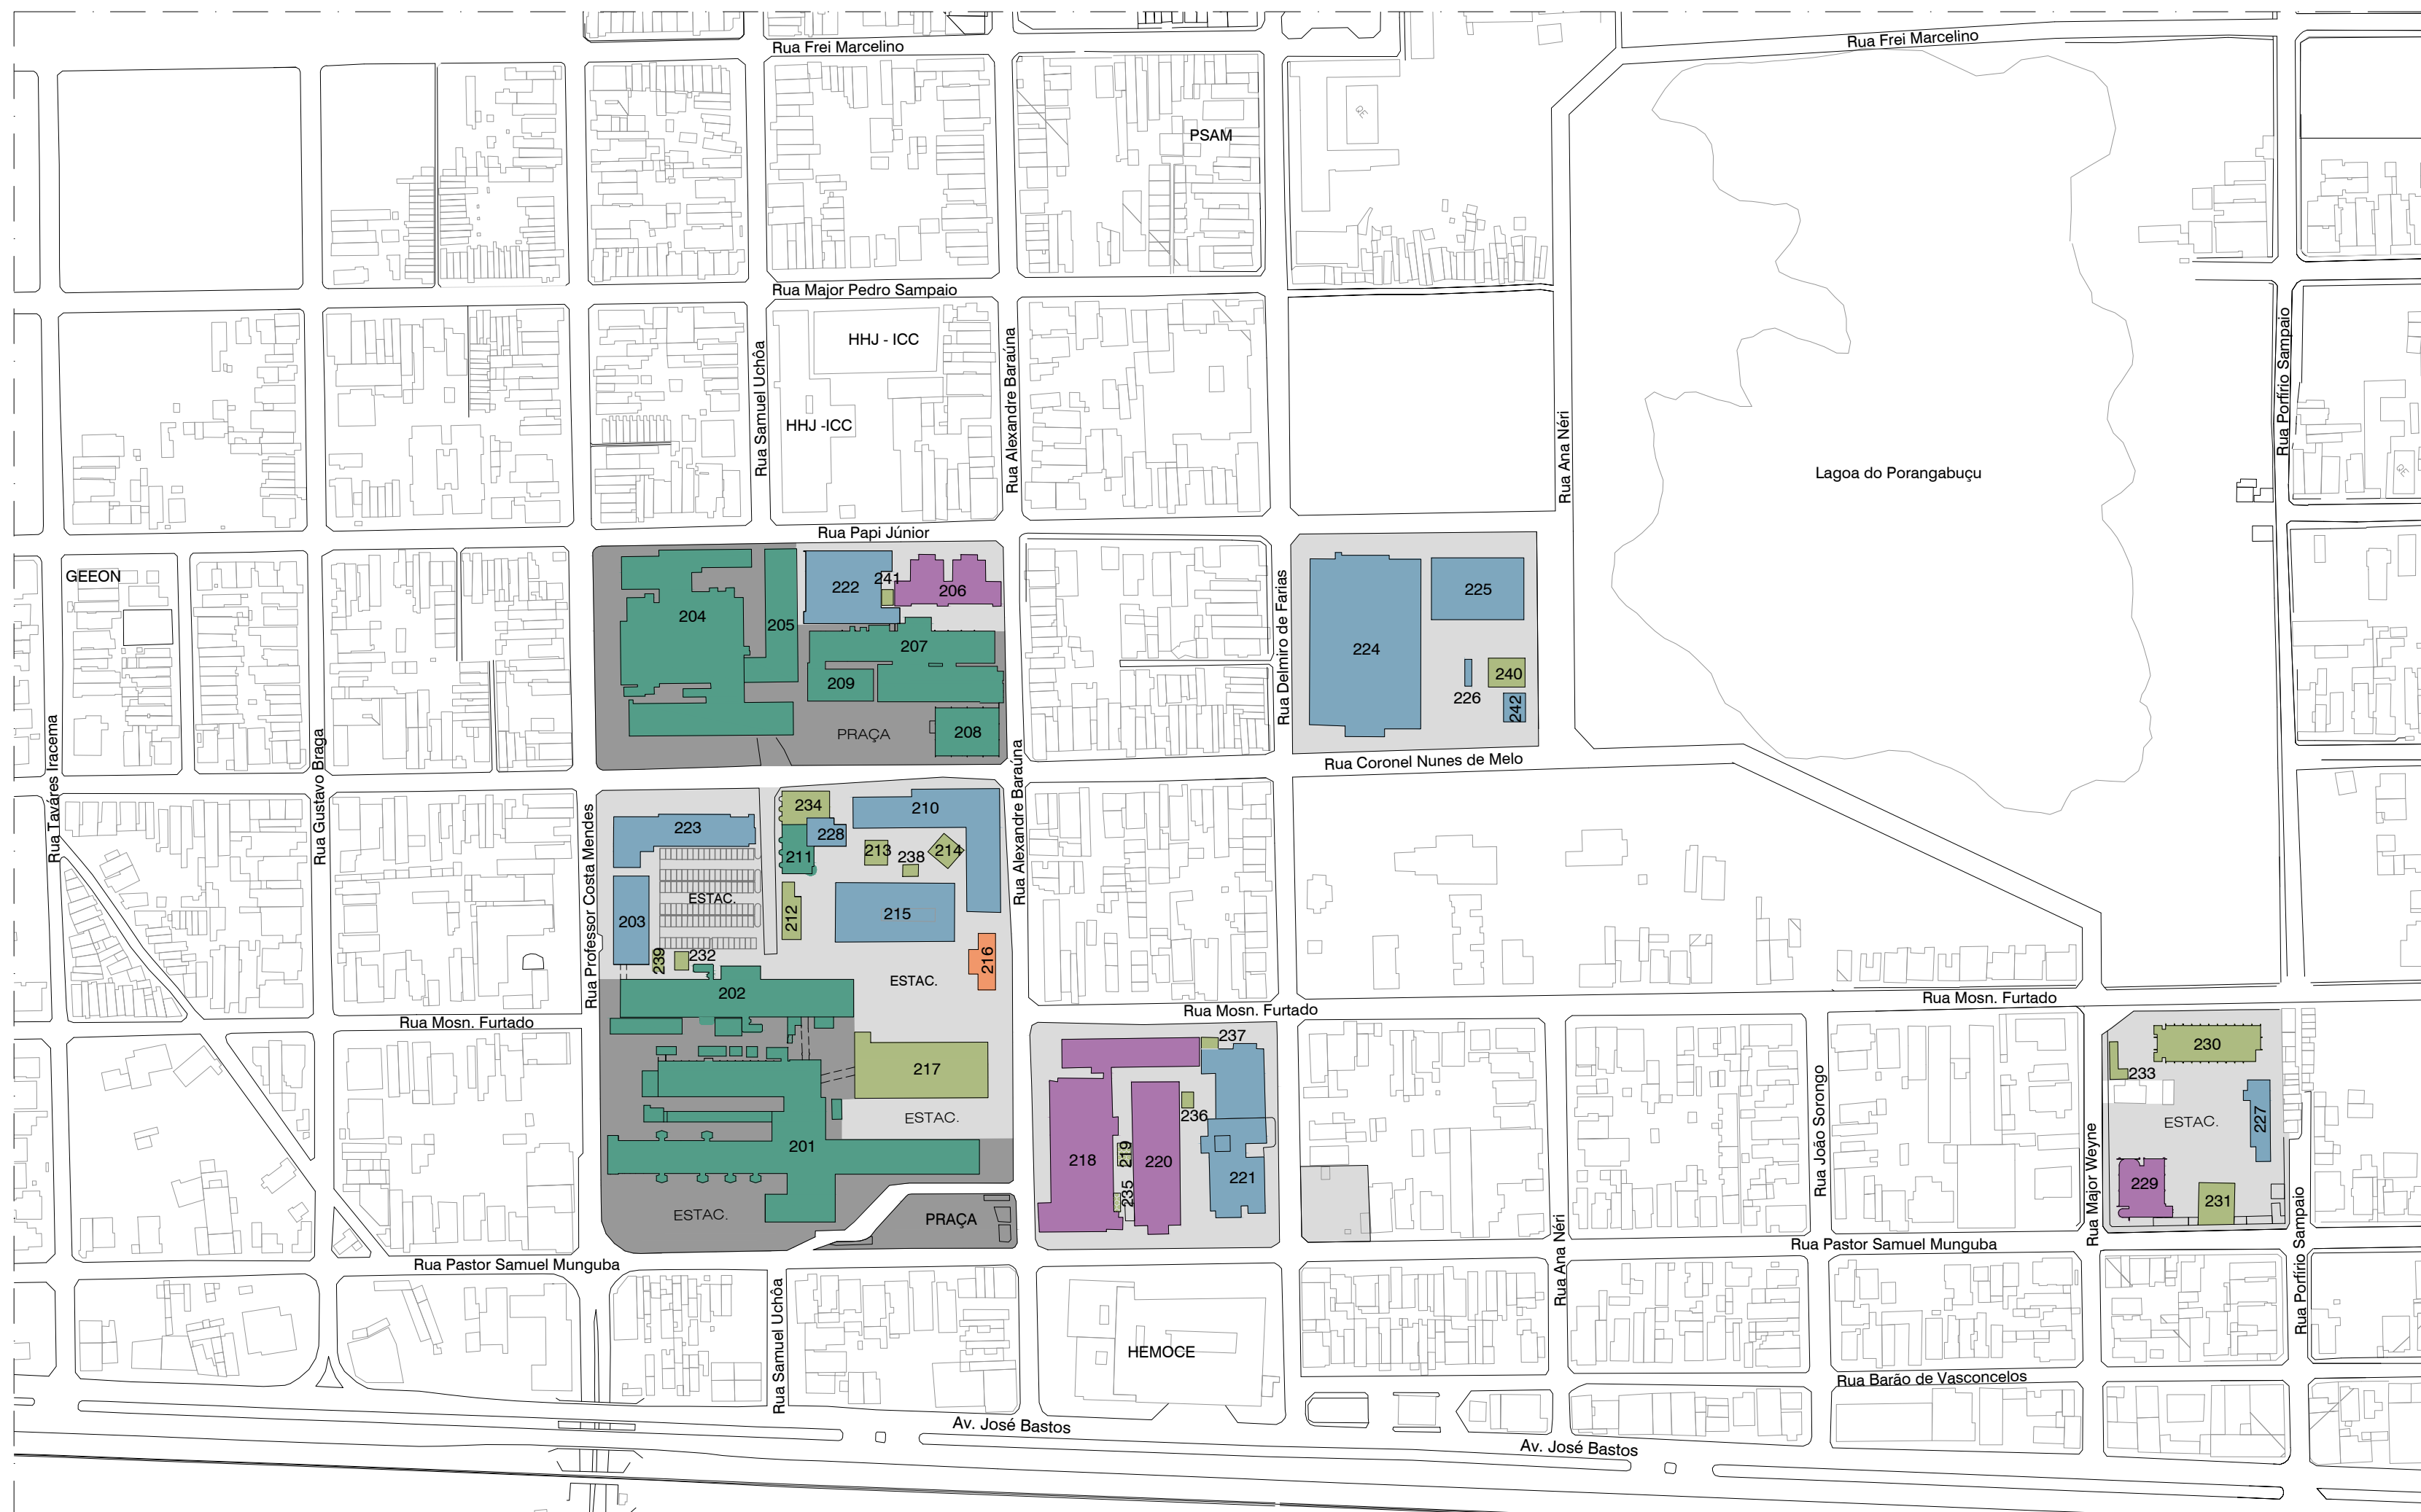 Rua Frei Marcelino
Rua Frei Marcelino
PSAM
Rua Major Pedro Sampaio
HHJ - ICC
HHJ -ICC
Rua Samuel Uchôa
Rua Alexandre Baraúna
Rua Ana Néri
Lagoa do Porangabuçu
Rua Porfírio Sampaio
Rua Papi Júnior
GEEON
204
205
222
241
206
207
209
208
PRAÇA
Rua Delmiro de Farias
224
225
226
240
242
Rua Coronel Nunes de Melo
Rua Tavares Iracema
Rua Gustavo Braga
Rua Professor Costa Mendes
Rua Alexandre Baraúna
223
234
228
210
211
213
238
214
ESTAC.
203
212
215
239
232
216
ESTAC.
202
Rua Mosn. Furtado
Rua Mosn. Furtado
Rua Mosn. Furtado
217
ESTAC.
201
ESTAC.
PRAÇA
237
236
218
219
220
235
221
Rua João Sorongo
Rua Major Weyne
230
233
ESTAC.
227
229
231
Rua Porfírio Sampaio
Rua Ana Néri
Rua Pastor Samuel Munguba
Rua Pastor Samuel Munguba
Rua Samuel Uchôa
HEMOCE
Rua Barão de Vasconcelos
Av. José Bastos
Av. José Bastos